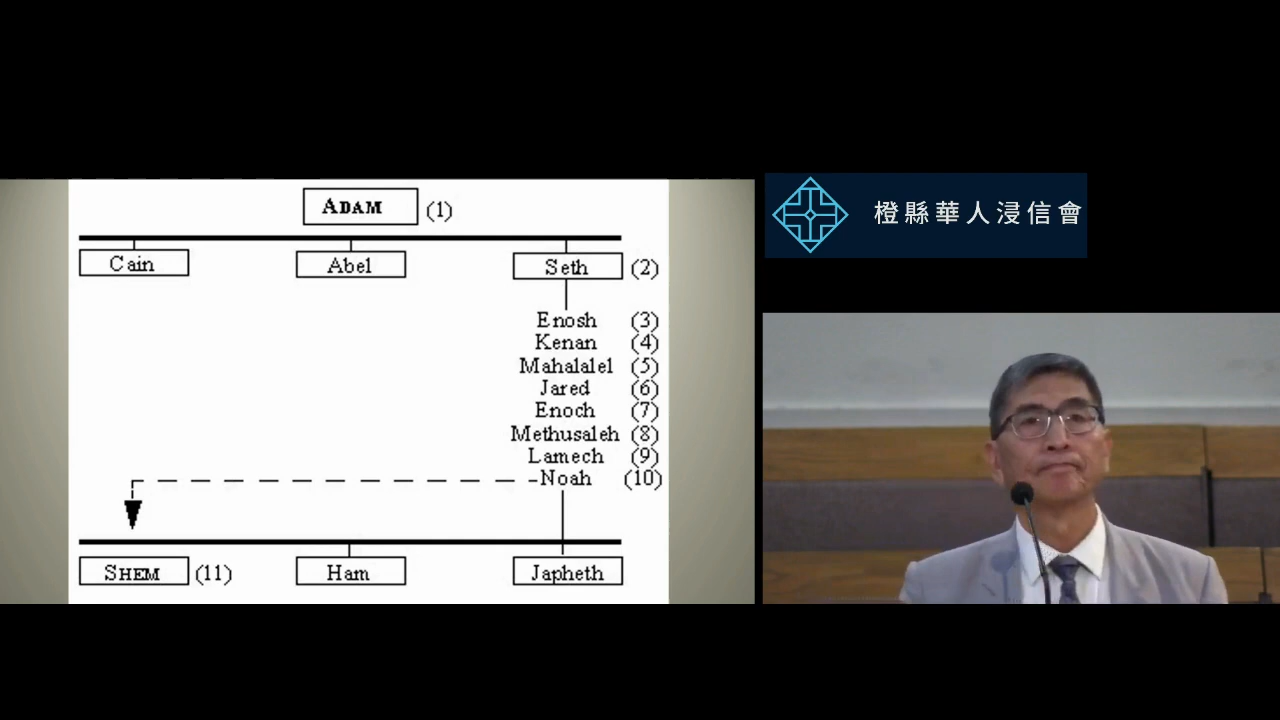 ADAM (1)
Cain
Abel
Seth (2)
Enosh (3)
Kenan (4)
Mahalalel (5)
Jared (6)
Enoch (7)
Methusaleh (8)
Lamech (9)
Noah (10)
SHEM (11)
Ham
Japheth
橙縣華人浸信會